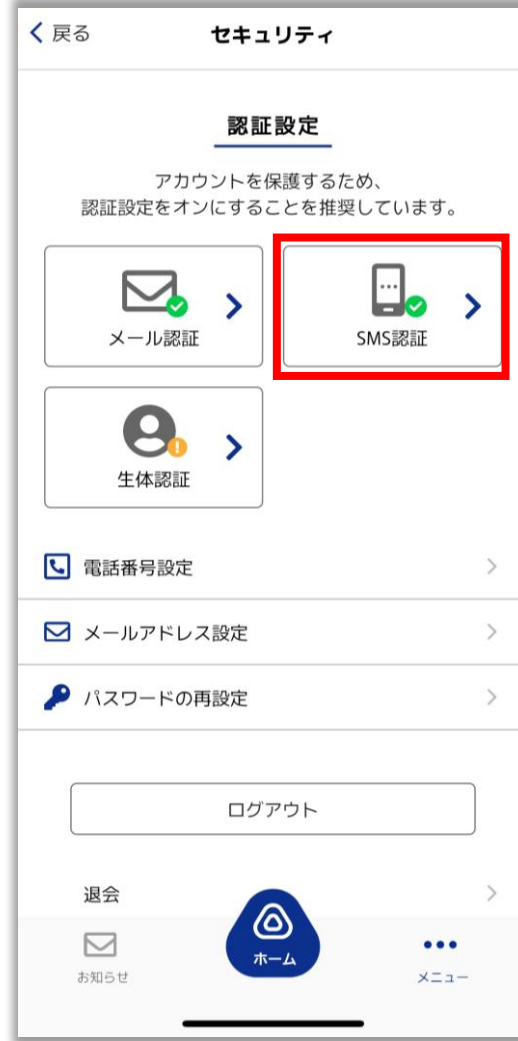 戻る
セキュリティ
認証設定
アカウントを保護するため、
認証設定をオンにすることを推奨しています。
メール認証
SMS認証
生体認証
電話番号設定
メールアドレス設定
パスワードの再設定
ログアウト
退会
お知らせ
ホーム
メニュー